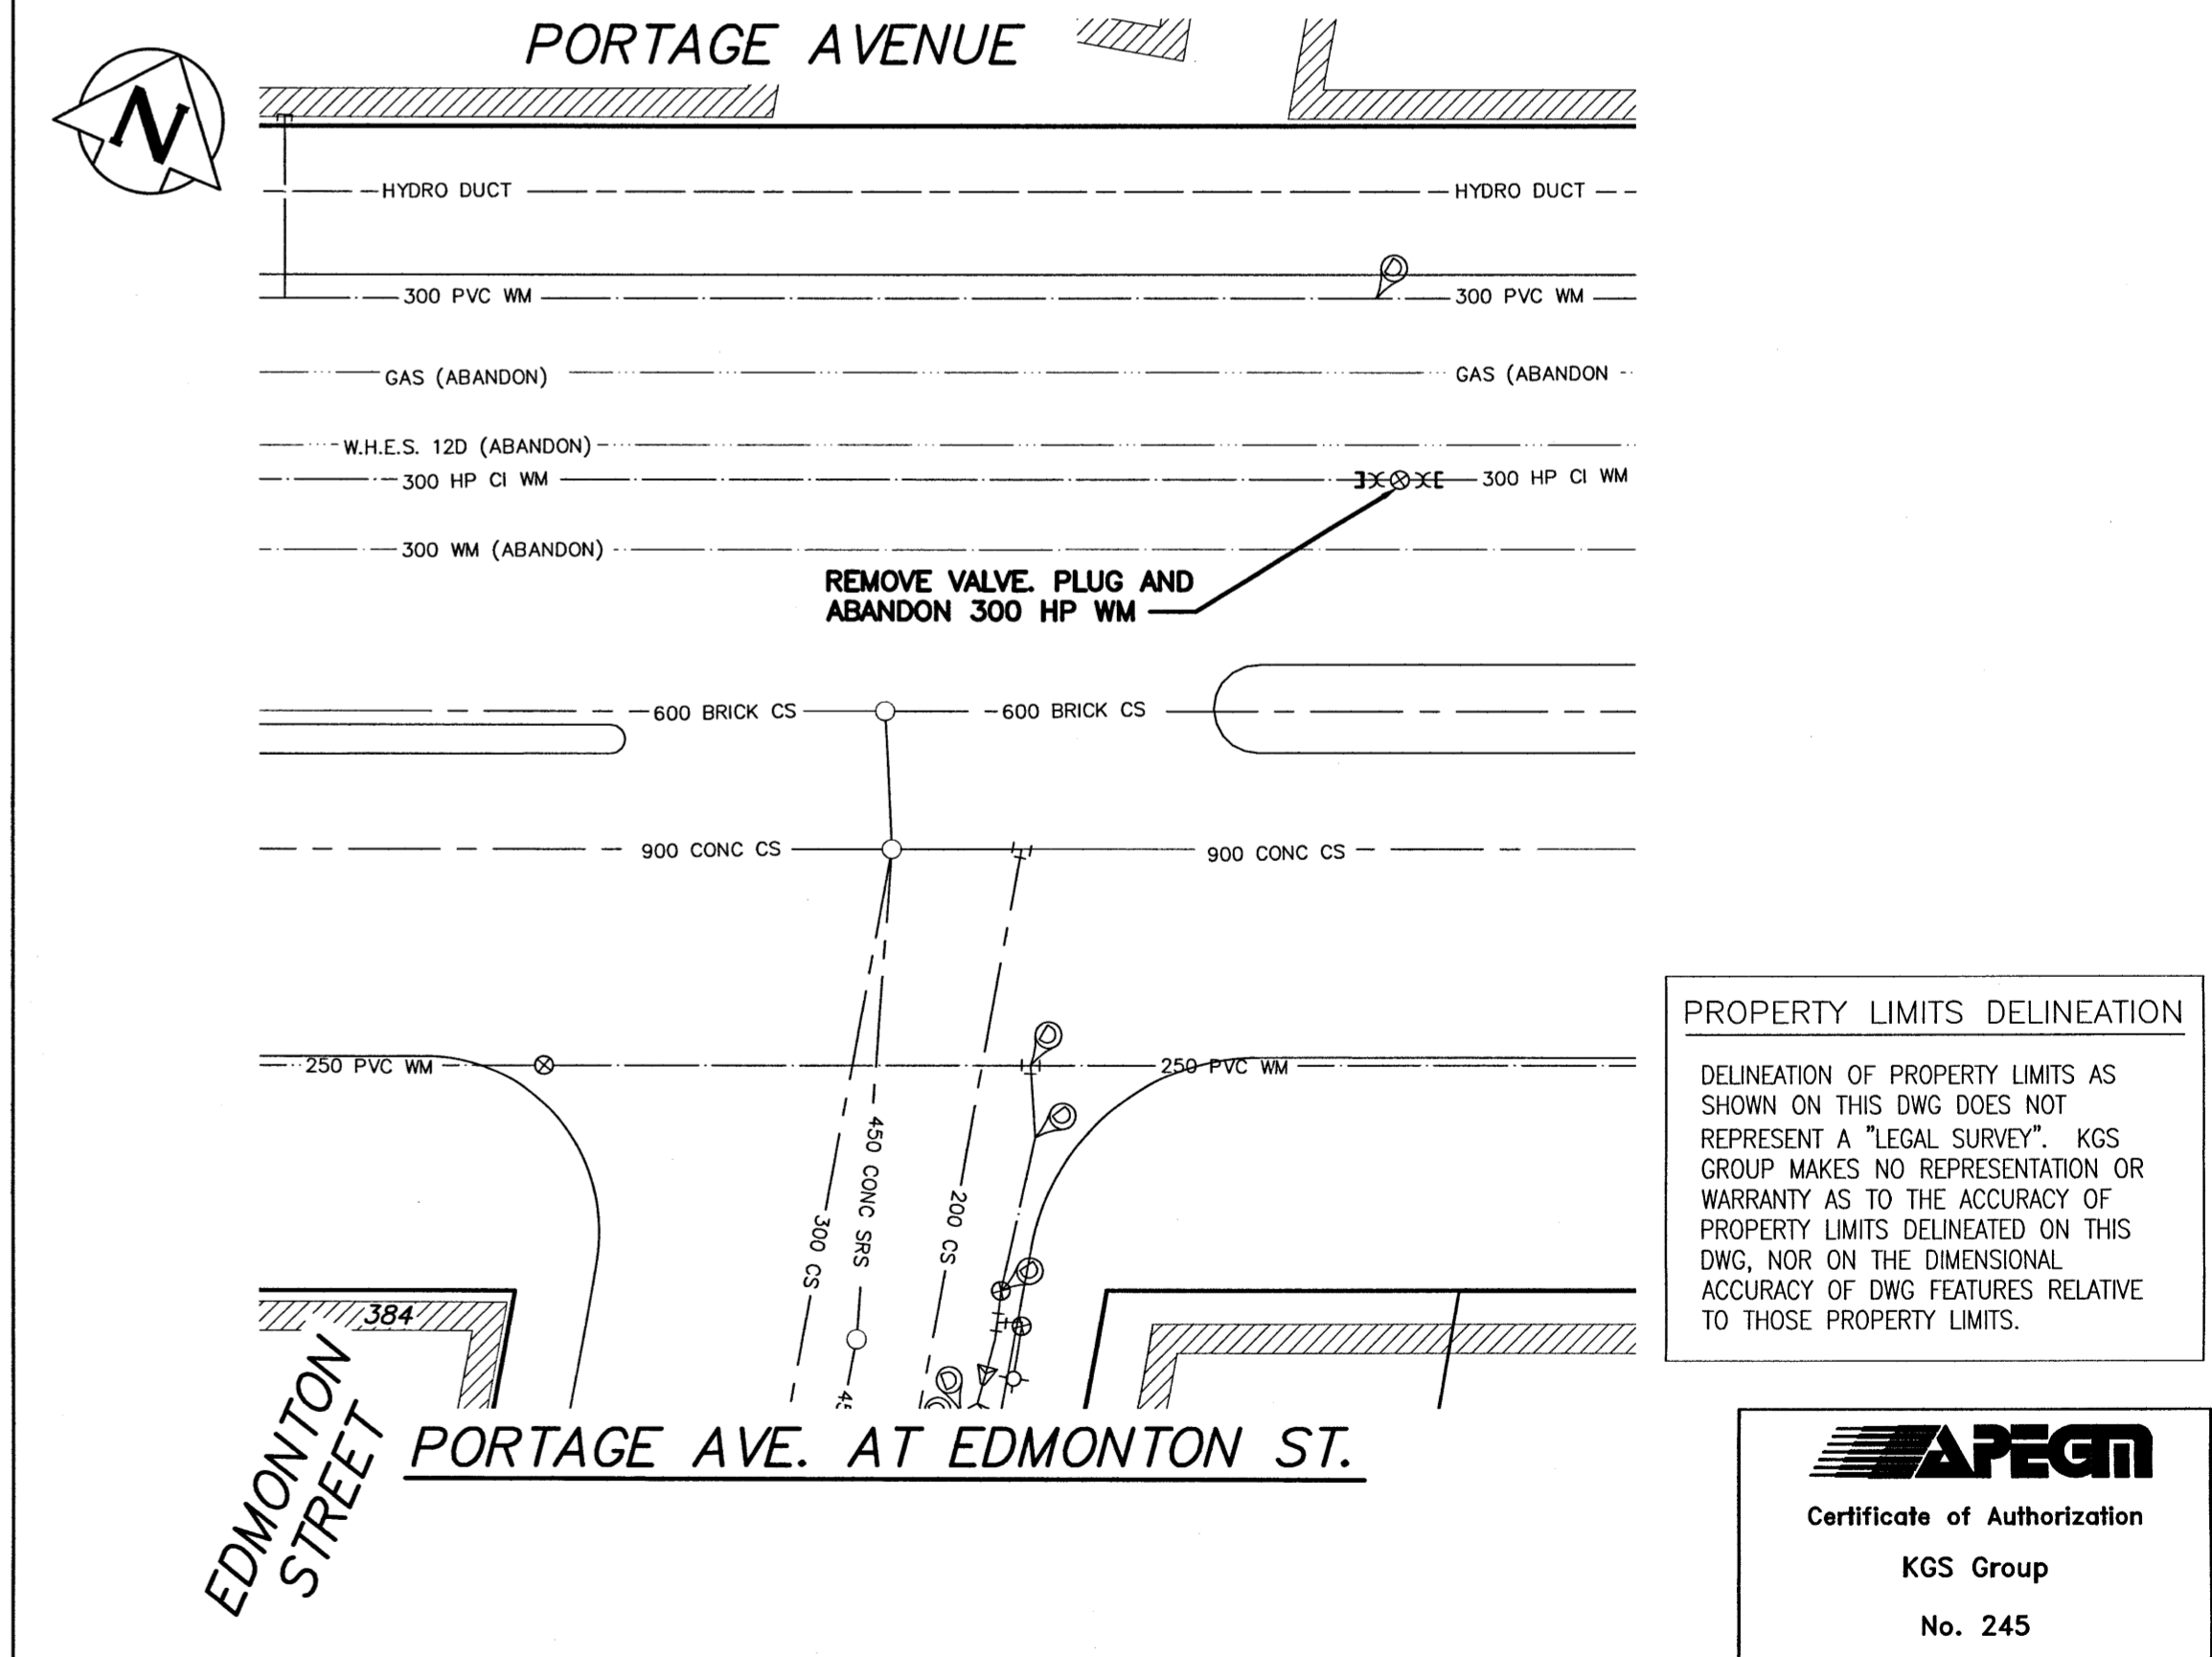 PORTAGE AVENUE
N
HYDRO DUCT
HYDRO DUCT
300 PVC WM
300 PVC WM
GAS (ABANDON)
GAS (ABANDON
W.H.E.S. 12D (ABANDON)
300 HP CI WM
300 HP CI WM
300 WM (ABANDON)
REMOVE VALVE. PLUG AND
ABANDON 300 HP WM
600 BRICK CS
600 BRICK CS
900 CONC CS
900 CONC CS
250 PVC WM
250 PVC WM
300 CS
450 CONC SRS
200 CS
45
384
EDMONTON
STREET
PORTAGE AVE. AT EDMONTON ST.
PROPERTY LIMITS DELINEATION
DELINEATION OF PROPERTY LIMITS AS
SHOWN ON THIS DWG DOES NOT
REPRESENT A "LEGAL SURVEY". KGS
GROUP MAKES NO REPRESENTATION OR
WARRANTY AS TO THE ACCURACY OF
PROPERTY LIMITS DELINEATED ON THIS
DWG, NOR ON THE DIMENSIONAL
ACCURACY OF DWG FEATURES RELATIVE
TO THOSE PROPERTY LIMITS.
APEGM
Certificate of Authorization
KGS Group
No. 245